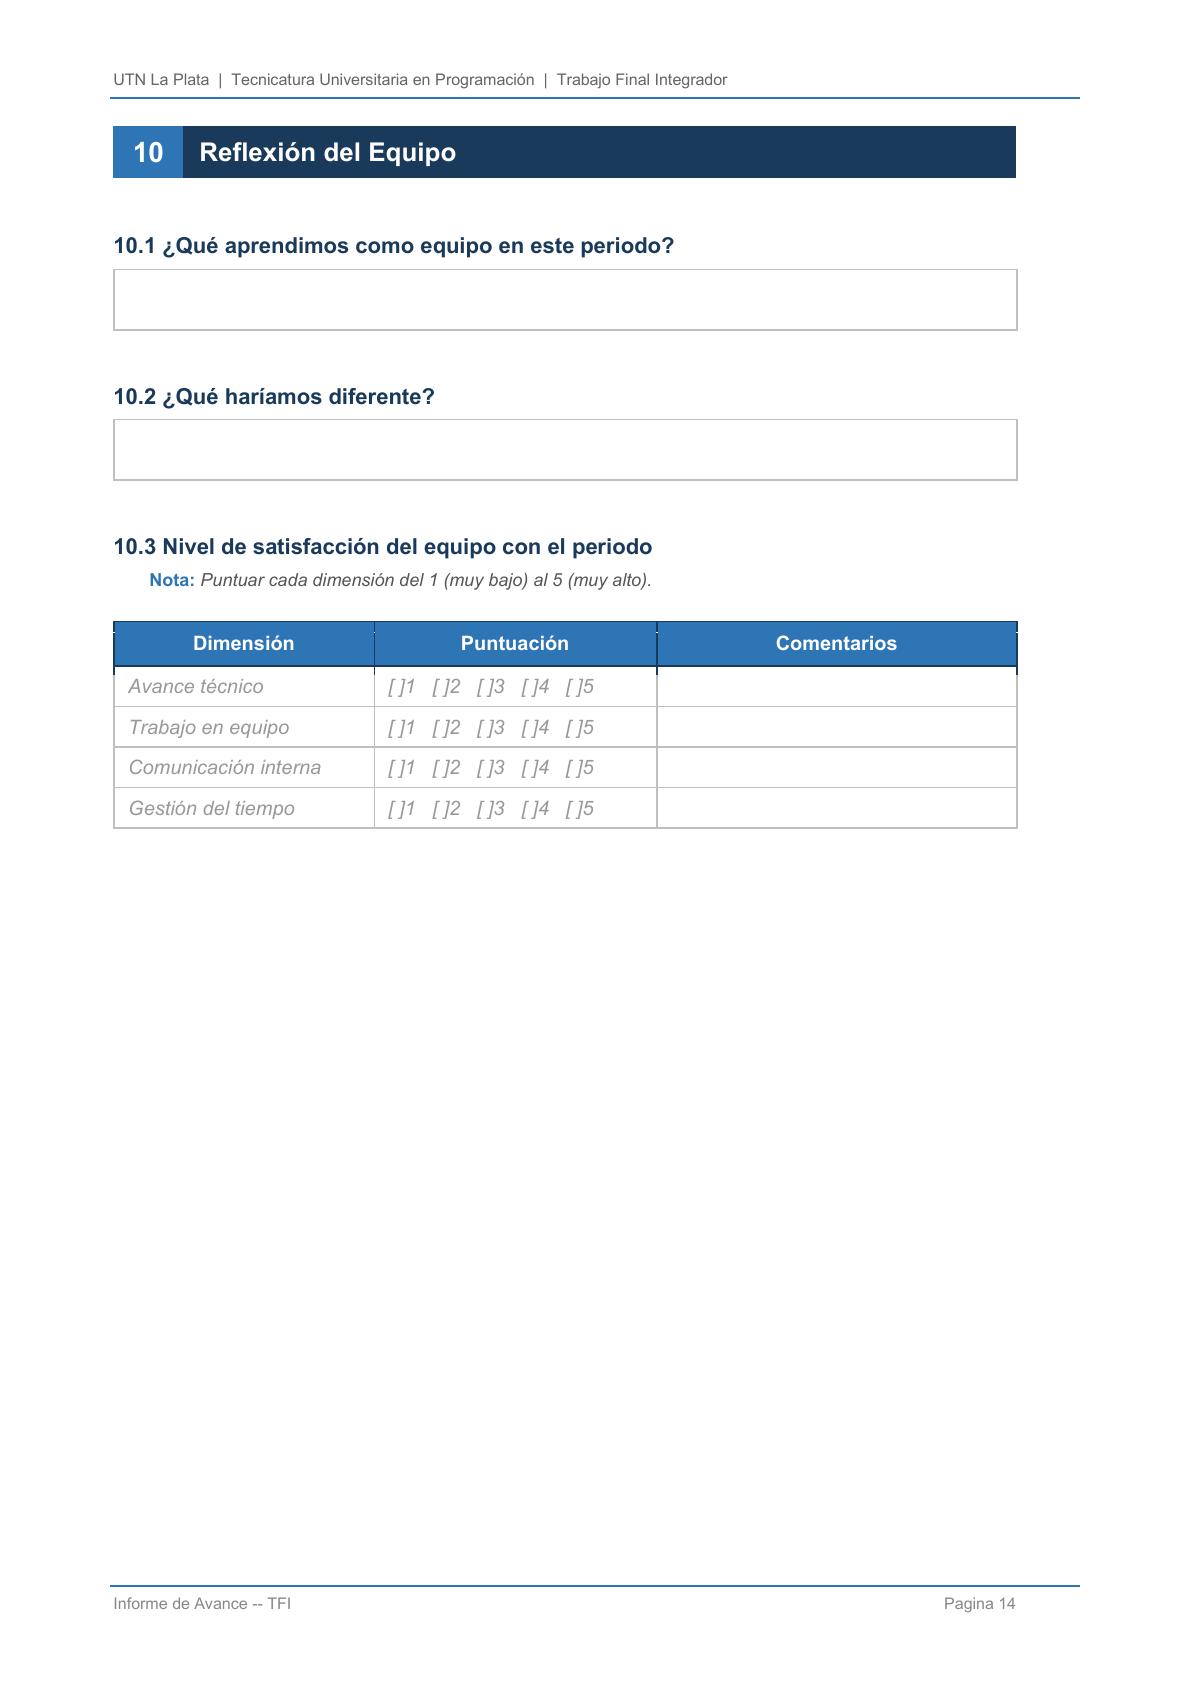 UTN La Plata | Tecnicatura Universitaria en Programación | Trabajo Final Integrador
10 Reflexión del Equipo
10.1 ¿Qué aprendimos como equipo en este periodo?
10.2 ¿Qué haríamos diferente?
10.3 Nivel de satisfacción del equipo con el periodo
Nota: Puntuar cada dimensión del 1 (muy bajo) al 5 (muy alto).
Dimensión Puntuación Comentarios
Avance técnico [ ]1 [ ]2 [ ]3 [ ]4 [ ]5
Trabajo en equipo [ ]1 [ ]2 [ ]3 [ ]4 [ ]5
Comunicación interna [ ]1 [ ]2 [ ]3 [ ]4 [ ]5
Gestión del tiempo [ ]1 [ ]2 [ ]3 [ ]4 [ ]5
Informe de Avance -- TFI Pagina 14